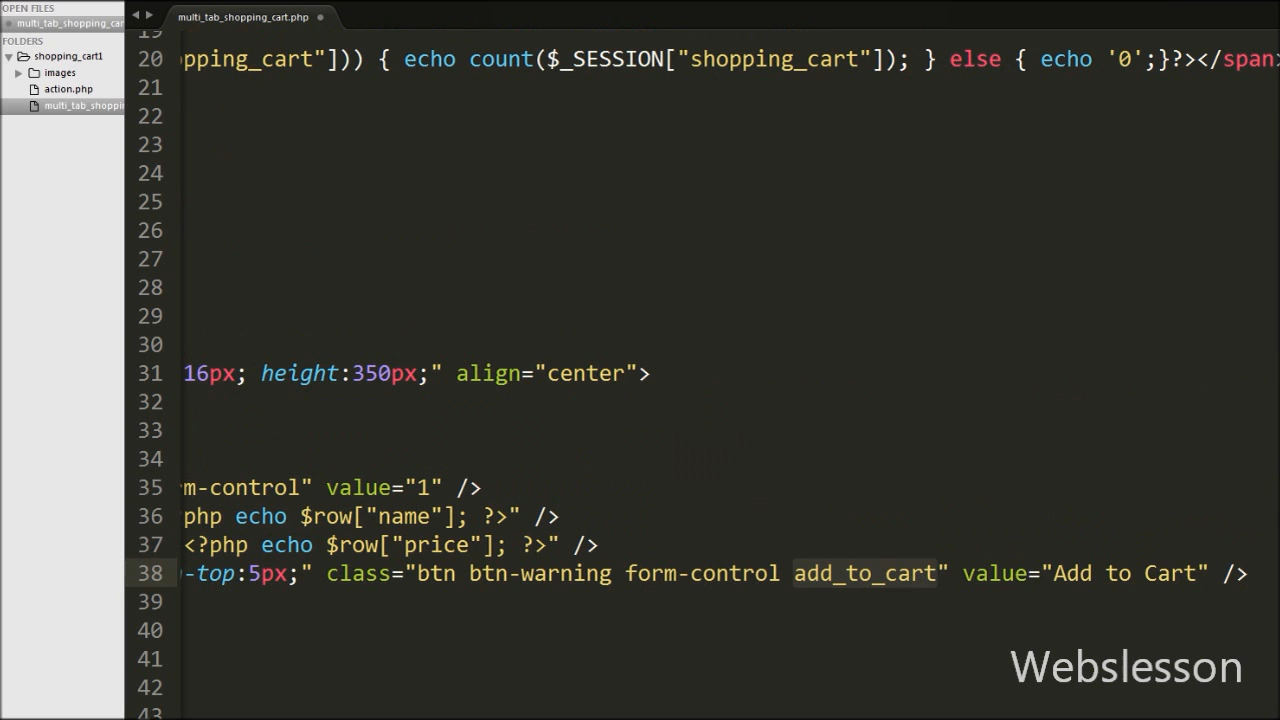 OPEN FILES
multi_tab_shopping_car
FOLDERS
shopping_cart1
images
action.php
multi_tab_shoppin
multi_tab_shopping_cart.php
19
20 opping_cart"])) { echo count($_SESSION["shopping_cart"]); } else { echo '0';}?></span>
21
22
23
24
25
26
27
28
29
30
31 16px; height:350px;" align="center">
32
33
34
35 m-control" value="1" />
36 php echo $row["name"]; ?>" />
37 <?php echo $row["price"]; ?>" />
38 -top:5px;" class="btn btn-warning form-control add_to_cart" value="Add to Cart" />
39
40
41
42
43
Webslesson